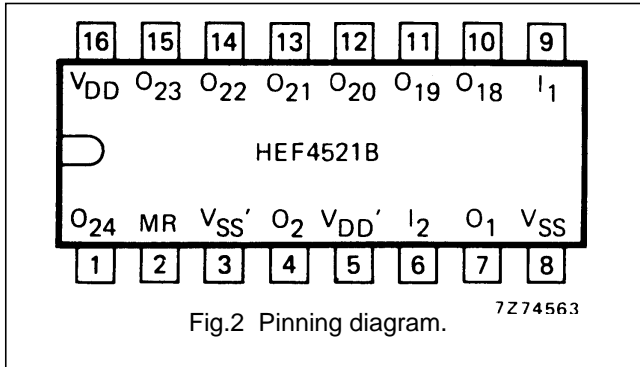 16 15 14 13 12 11 10 9
VDD O23 O22 O21 O20 O19 O18 I1
HEF4521B
O24 MR VSS' O2 VDD' I2 O1 VSS
1 2 3 4 5 6 7 8
7Z74563
Fig.2 Pinning diagram.